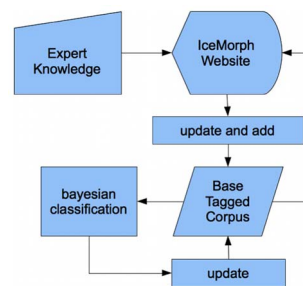 Expert
Knowledge
IceMorph
Website
update and add
bayesian
classification
Base
Tagged
Corpus
update